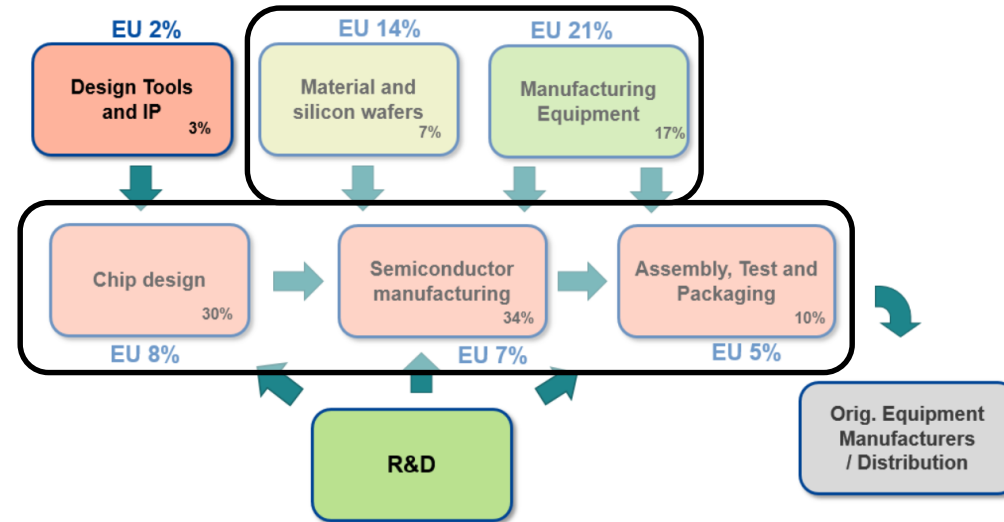 EU 2%
EU 14%
EU 21%
Design Tools
and IP
3%
Material and
silicon wafers
7%
Manufacturing
Equipment
17%
Chip design
30%
Semiconductor
manufacturing
34%
Assembly, Test and
Packaging
10%
EU 8%
EU 7%
EU 5%
R&D
Orig. Equipment
Manufacturers
/ Distribution